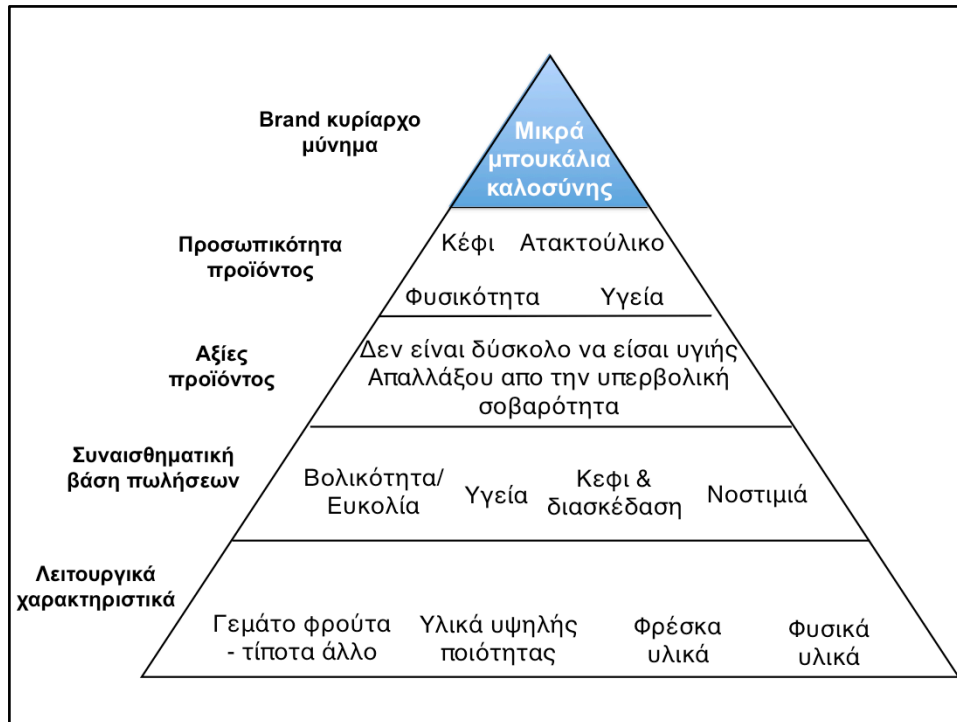 Brand κυρίαρχο
μύνημα
Μικρά
μπουκάλια
καλοσύνης
Προσωπικότητα
προϊόντος
Κέφι Ατακτούλικο
Φυσικότητα Υγεία
Αξίες
προϊόντος
Δεν είναι δύσκολο να είσαι υγιής
Απαλλάξου απο την υπερβολική
σοβαρότητα
Συναισθηματική
βάση πωλήσεων
Βολικότητα/
Ευκολία
Υγεία
Κεφι &
διασκέδαση
Νοστιμιά
Λειτουργικά
χαρακτηριστικά
Γεμάτο φρούτα
- τίποτα άλλο
Υλικά υψηλής
ποιότητας
Φρέσκα
υλικά
Φυσικά
υλικά